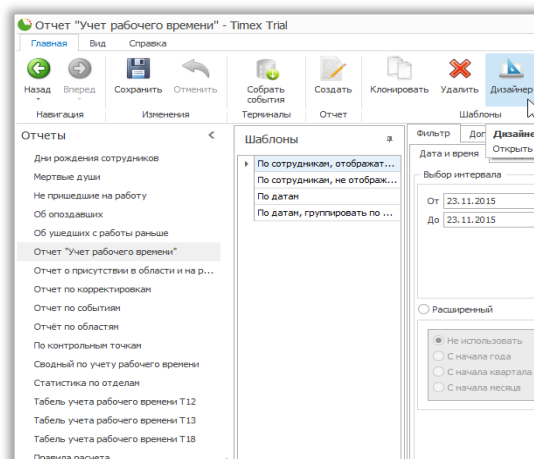 Отчет "Учет рабочего времени" - Timex Trial
Главная Вид Справка
Назад Вперед Сохранить Отменить Собрать события Создать Клонировать Удалить Дизайнер
Навигация Изменения Терминалы Отчет Шаблоны
Отчеты
Дни рождения сотрудников
Мертвые души
Не пришедшие на работу
Об опоздавших
Об ушедших с работы раньше
Отчет "Учет рабочего времени"
Отчет о присутствии в области и на р...
Отчет по корректировкам
Отчет по событиям
Отчёт по областям
По контрольным точкам
Сводный по учету рабочего времени
Статистика по отделам
Табель учета рабочего времени Т12
Табель учета рабочего времени Т13
Табель учета рабочего времени Т18
Правила расчета
Шаблоны
По сотрудникам, отображат...
По сотрудникам, не отображ...
По датам
По датам, группировать по ...
Фильтр Доп
Дизайне
Открыть
Дата и время
Выбор интервала
От 23.11.2015
До 23.11.2015
Расширенный
Не использовать
С начала года
С начала квартала
С начала месяца